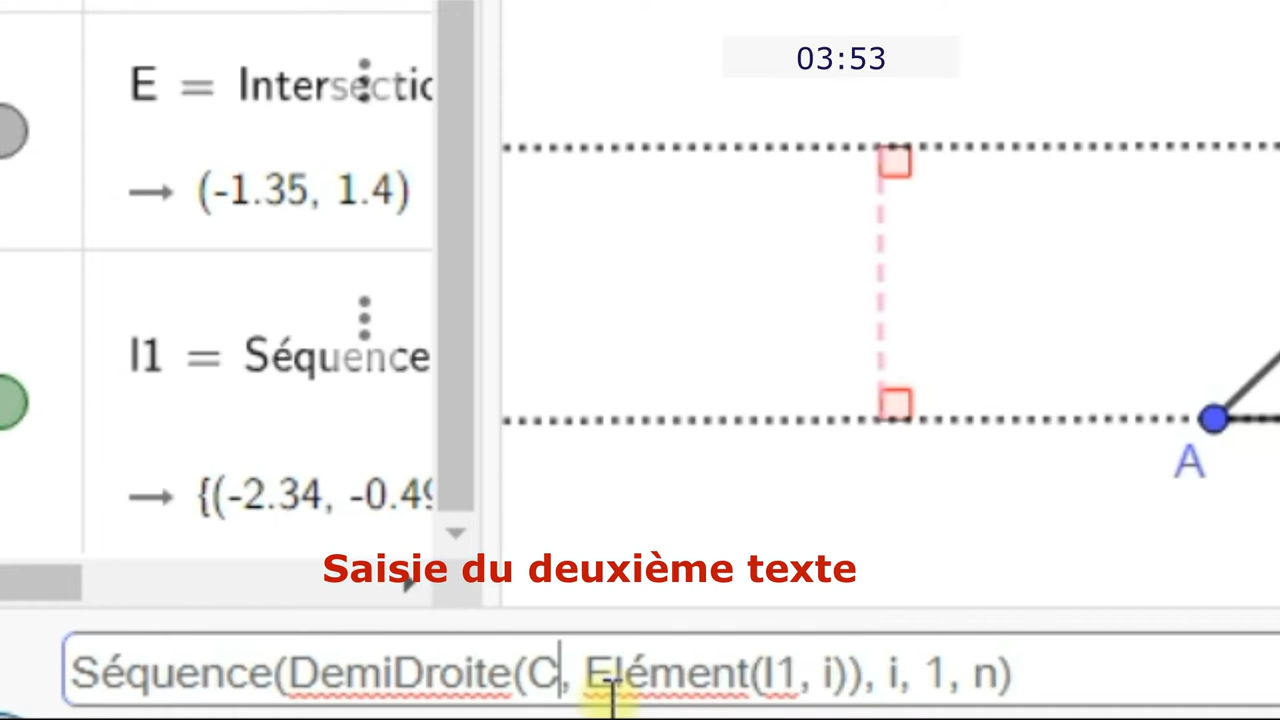 03:53
E = Intersectio
→ (-1.35, 1.4)
l1 = Séquence
→ {(-2.34, -0.49
A
Saisie du deuxième texte
Séquence(DemiDroite(C, Elément(l1, i)), i, 1, n)